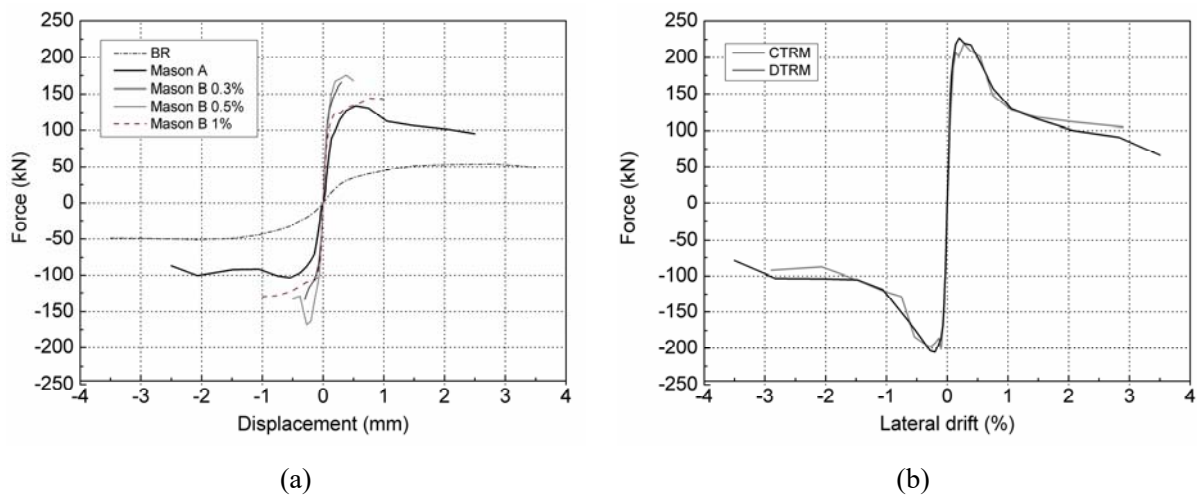 250
200
150
100
50
0
-50
-100
-150
-200
-250
Force (kN)
BR
Mason A
Mason B 0.3%
Mason B 0.5%
Mason B 1%
-4 -3 -2 -1 0 1 2 3 4
Displacement (mm)
(a)
250
200
150
100
50
0
-50
-100
-150
-200
-250
Force (kN)
CTRM
DTRM
-4 -3 -2 -1 0 1 2 3 4
Lateral drift (%)
(b)